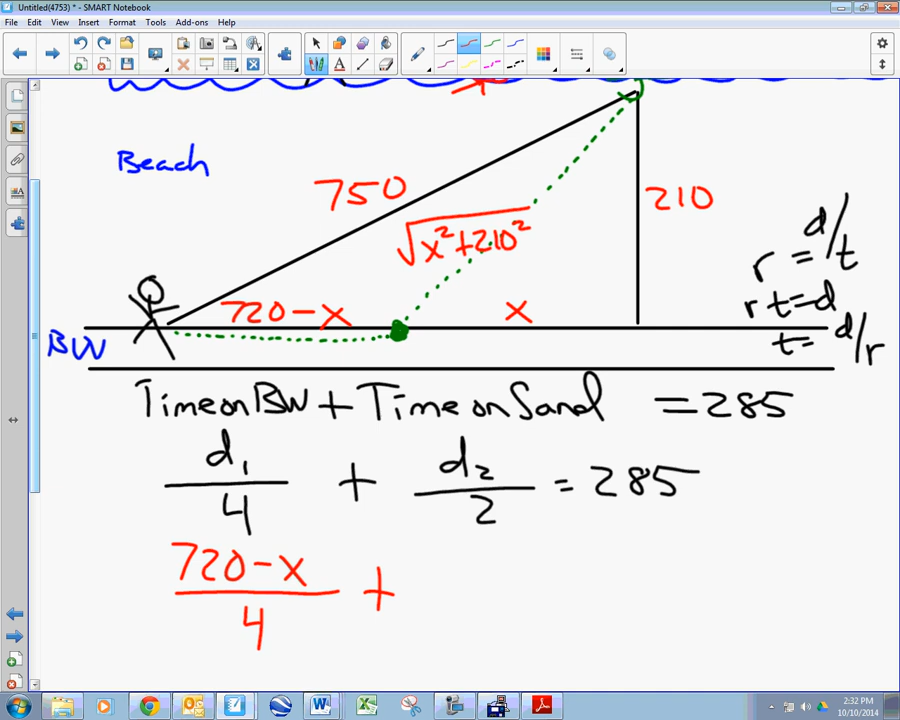 Untitled(4753) * - SMART Notebook
File Edit View Insert Format Tools Add-ons Help
Beach
750
210
√x²+210²
720-x
x
BW
r = d/t
rt=d
t= d/r
Time on BW + Time on Sand = 285
d₁/4 + d₂/2 = 285
720-x/4 +
2:32 PM
10/10/2014